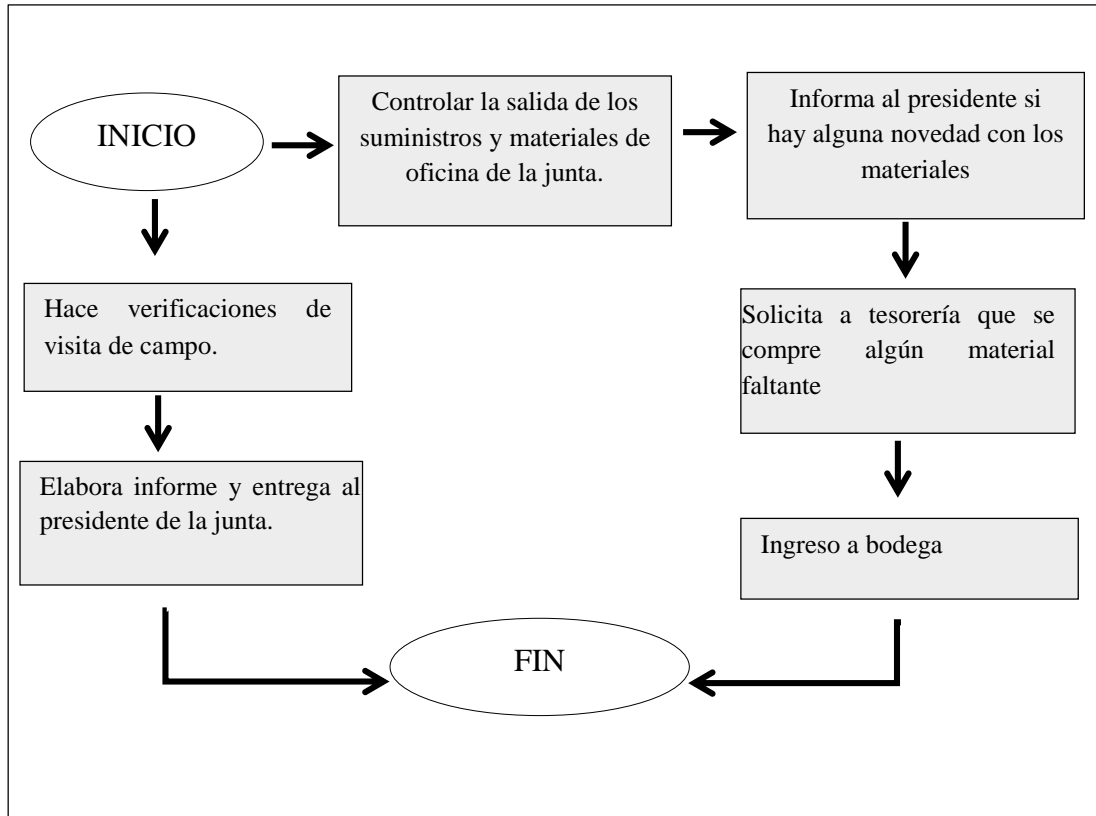 INICIO
Controlar la salida de los
suministros y materiales de
oficina de la junta.
Informa al presidente si
hay alguna novedad con los
materiales
Hace verificaciones de
visita de campo.
Solicita a tesorería que se
compre algún material
faltante
Elabora informe y entrega al
presidente de la junta.
Ingreso a bodega
FIN